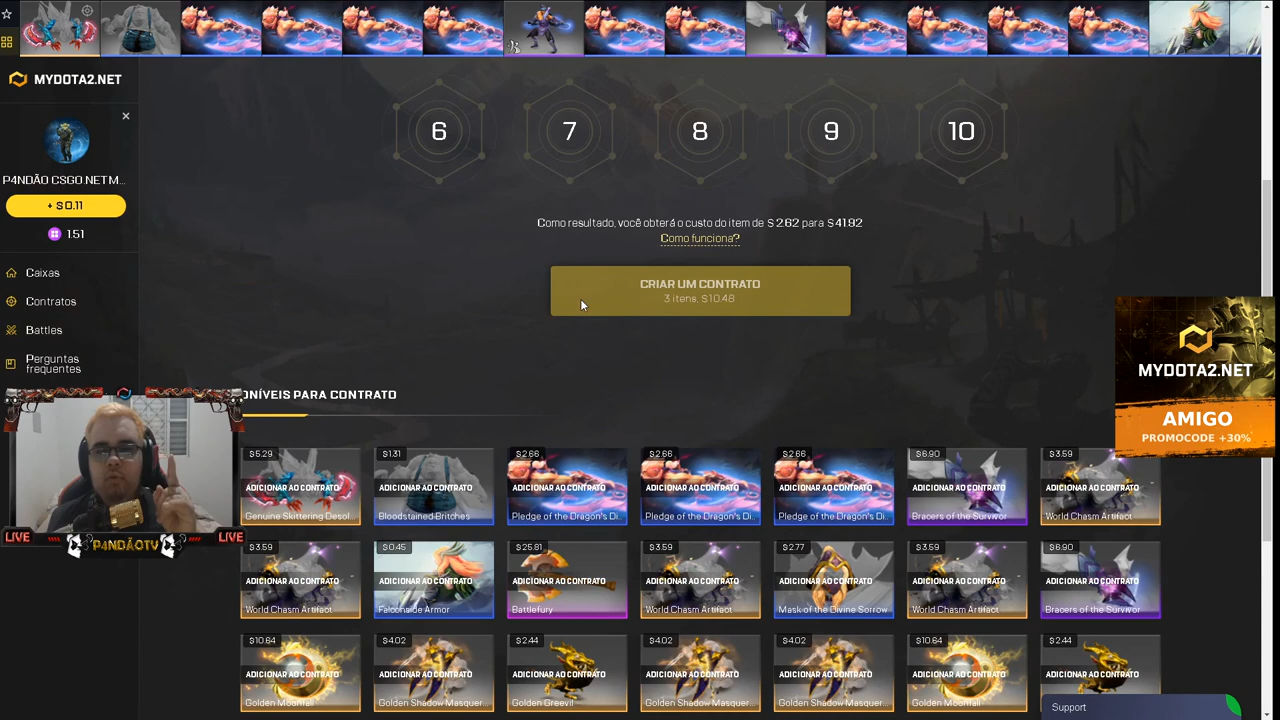 MYDOTA2.NET
P4NDÃO CSGO NET M...
+ $ 0.11
1.51
Caixas
Contratos
Battles
Perguntas
frequentes
6 7 8 9 10
Como resultado, você obterá o custo do item de $ 2.62 para $ 41.92
Como funciona?
CRIAR UM CONTRATO
3 itens, $ 10.48
MYDOTA2.NET
AMIGO
PROMOCODE +30%
ONÍVEIS PARA CONTRATO
$ 5.29
ADICIONAR AO CONTRATO
Genuine Skittering Desol...
$ 1.31
ADICIONAR AO CONTRATO
Bloodstained Britches
$ 2.66
ADICIONAR AO CONTRATO
Pledge of the Dragon's Di...
$ 2.66
ADICIONAR AO CONTRATO
Pledge of the Dragon's Di...
$ 2.66
ADICIONAR AO CONTRATO
Pledge of the Dragon's Di...
$ 6.90
ADICIONAR AO CONTRATO
Bracers of the Survivor
$ 3.59
ADICIONAR AO CONTRATO
World Chasm Artifact
$ 3.59
ADICIONAR AO CONTRATO
World Chasm Artifact
$ 0.45
ADICIONAR AO CONTRATO
Falconside Armor
$ 25.81
ADICIONAR AO CONTRATO
Battlefury
$ 3.59
ADICIONAR AO CONTRATO
World Chasm Artifact
$ 2.77
ADICIONAR AO CONTRATO
Mask of the Divine Sorrow
$ 3.59
ADICIONAR AO CONTRATO
World Chasm Artifact
$ 6.90
ADICIONAR AO CONTRATO
Bracers of the Survivor
$ 10.64
ADICIONAR AO CONTRATO
Golden Moonfall
$ 4.02
ADICIONAR AO CONTRATO
Golden Shadow Masquer...
$ 2.44
ADICIONAR AO CONTRATO
Golden Greevil
$ 4.02
ADICIONAR AO CONTRATO
Golden Shadow Masquer...
$ 4.02
ADICIONAR AO CONTRATO
Golden Shadow Masquer...
$ 10.64
ADICIONAR AO CONTRATO
Golden Moonfall
$ 2.44
ADICIONAR AO CONTRATO
LIVE
P4NDÃOTV
LIVE
Support